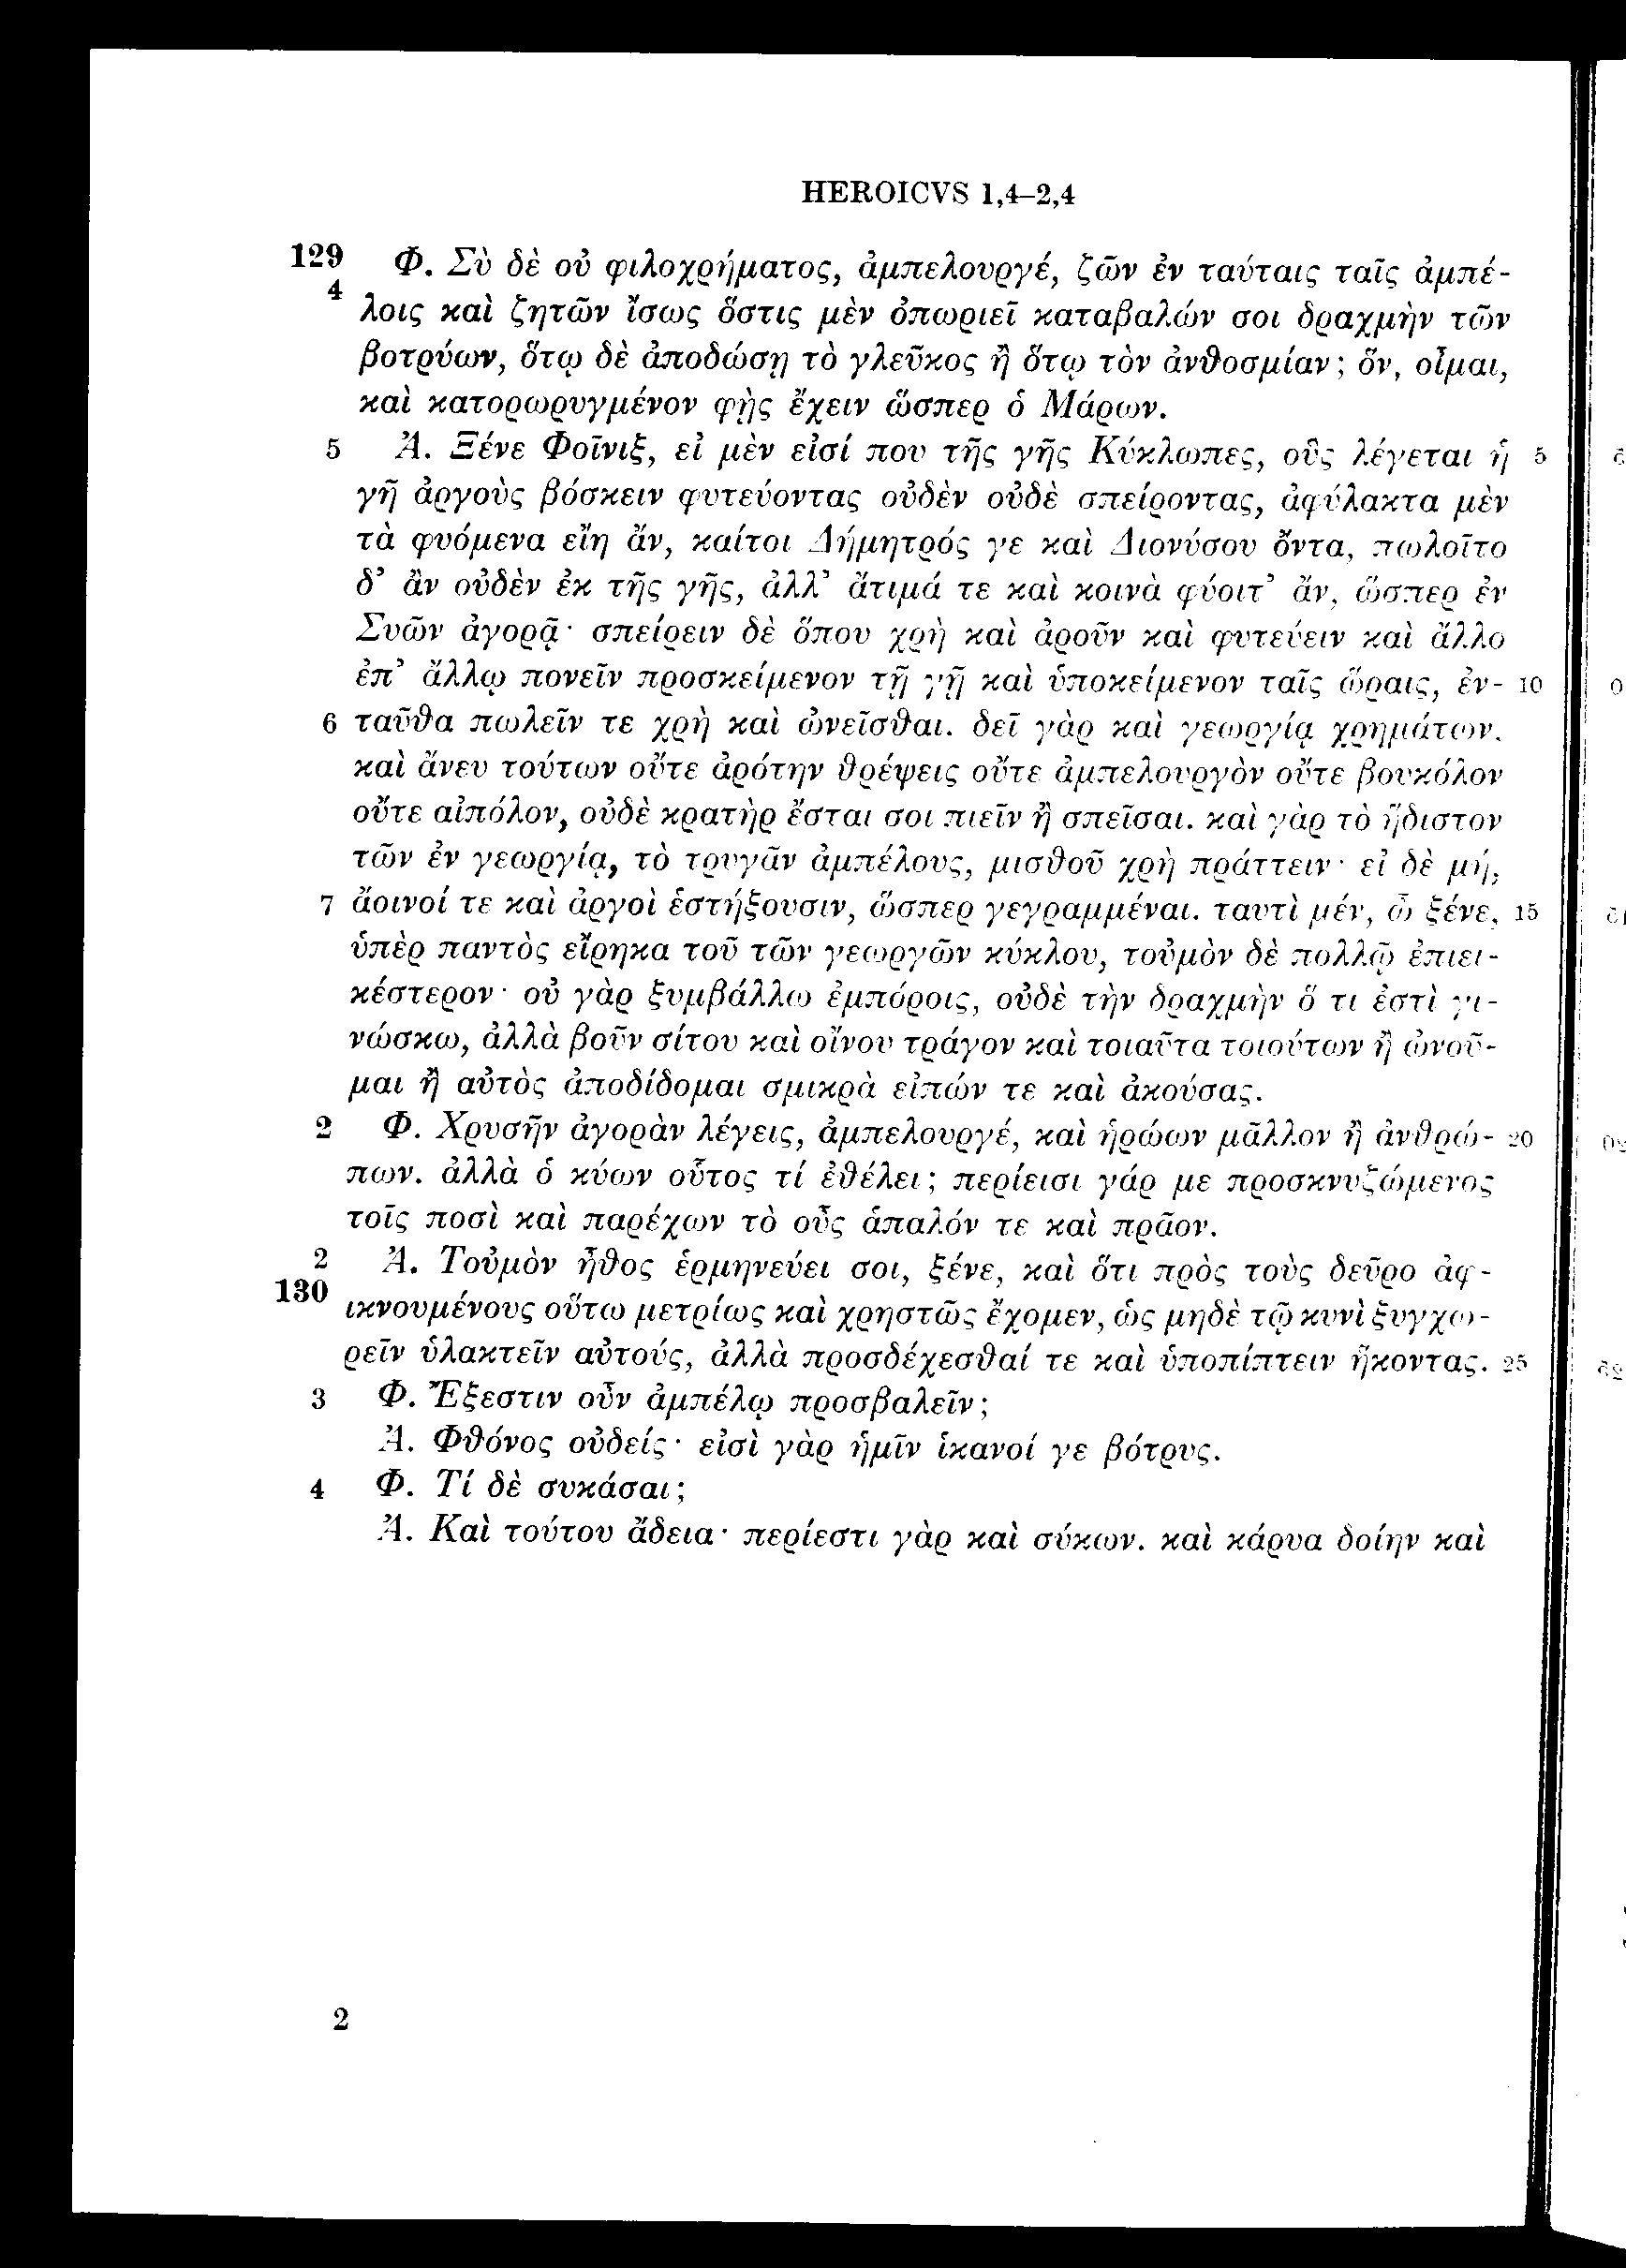 HEROICVS 1,4–2,4
129 Φ. Σὺ δὲ οὐ φιλοχρήματος, ἀμπελουργέ, ζῶν ἐν ταύταις ταῖς ἀμπέ-
4 λοις καὶ ζητῶν ἴσως ὅστις μὲν ὀπωριεῖ καταβαλών σοι δραχμὴν τῶν
βοτρύων, ὅτῳ δὲ ἀποδώσῃ τὸ γλεῦκος ἢ ὅτῳ τὸν ἀνθοσμίαν; ὅν, οἶμαι,
καὶ κατορωρυγμένον φῂς ἔχειν ὥσπερ ὁ Μάρων.
5 Ἀ. Ξένε Φοῖνιξ, εἰ μὲν εἰσί που τῆς γῆς Κύκλωπες, οὓς λέγεται ἡ 5
γῆ ἀργοὺς βόσκειν φυτεύοντας οὐδὲν οὐδὲ σπείροντας, ἀφύλακτα μὲν
τὰ φυόμενα εἴη ἄν, καίτοι Δήμητρός γε καὶ Διονύσου ὄντα, πωλοῖτο
δ’ ἂν οὐδὲν ἐκ τῆς γῆς, ἀλλ’ ἄτιμά τε καὶ κοινὰ φύοιτ’ ἄν, ὥσπερ ἐν
Συῶν ἀγορᾷ· σπείρειν δὲ ὅπου χρὴ καὶ ἀροῦν καὶ φυτεύειν καὶ ἄλλο
ἐπ’ ἄλλῳ πονεῖν προσκείμενον τῇ γῇ καὶ ὑποκείμενον ταῖς ὥραις, ἐν- 10
6 ταῦθα πωλεῖν τε χρὴ καὶ ὠνεῖσθαι. δεῖ γὰρ καὶ γεωργίᾳ χρημάτων,
καὶ ἄνευ τούτων οὔτε ἀρότην θρέψεις οὔτε ἀμπελουργὸν οὔτε βουκόλον
οὔτε αἰπόλον, οὐδὲ κρατὴρ ἔσται σοι πιεῖν ἢ σπεῖσαι. καὶ γὰρ τὸ ἥδιστον
τῶν ἐν γεωργίᾳ, τὸ τρυγᾶν ἀμπέλους, μισθοῦ χρὴ πράττειν· εἰ δὲ μή,
7 ἄοινοί τε καὶ ἀργοὶ ἑστήξουσιν, ὥσπερ γεγραμμέναι. ταυτὶ μέν, ὦ ξένε, 15
ὑπὲρ παντὸς εἴρηκα τοῦ τῶν γεωργῶν κύκλου, τοὐμὸν δὲ πολλῷ ἐπιει-
κέστερον· οὐ γὰρ ξυμβάλλω ἐμπόροις, οὐδὲ τὴν δραχμὴν ὅ τι ἐστὶ γι-
νώσκω, ἀλλὰ βοῦν σίτου καὶ οἴνου τράγον καὶ τοιαῦτα τοιούτων ἢ ὠνοῦ-
μαι ἢ αὐτὸς ἀποδίδομαι σμικρὰ εἰπών τε καὶ ἀκούσας.
2 Φ. Χρυσῆν ἀγορὰν λέγεις, ἀμπελουργέ, καὶ ἡρώων μᾶλλον ἢ ἀνθρώ- 20
πων. ἀλλὰ ὁ κύων οὗτος τί ἐθέλει; περίεισι γάρ με προσκνυζώμενος
τοῖς ποσὶ καὶ παρέχων τὸ οὖς ἁπαλόν τε καὶ πρᾶον.
2 Ἀ. Τοὐμὸν ἦθος ἑρμηνεύει σοι, ξένε, καὶ ὅτι πρὸς τοὺς δεῦρο ἀφ-
130 ικνουμένους οὕτω μετρίως καὶ χρηστῶς ἔχομεν, ὡς μηδὲ τῷ κυνὶ ξυγχω-
ρεῖν ὑλακτεῖν αὐτούς, ἀλλὰ προσδέχεσθαί τε καὶ ὑποπίπτειν ἥκοντας. 25
3 Φ. Ἔξεστιν οὖν ἀμπέλῳ προσβαλεῖν;
Ἀ. Φθόνος οὐδείς· εἰσὶ γὰρ ἡμῖν ἱκανοί γε βότρυς.
4 Φ. Τί δὲ συκάσαι;
Ἀ. Καὶ τούτου ἄδεια· περίεστι γὰρ καὶ σύκων. καὶ κάρυα δοίην καὶ
2